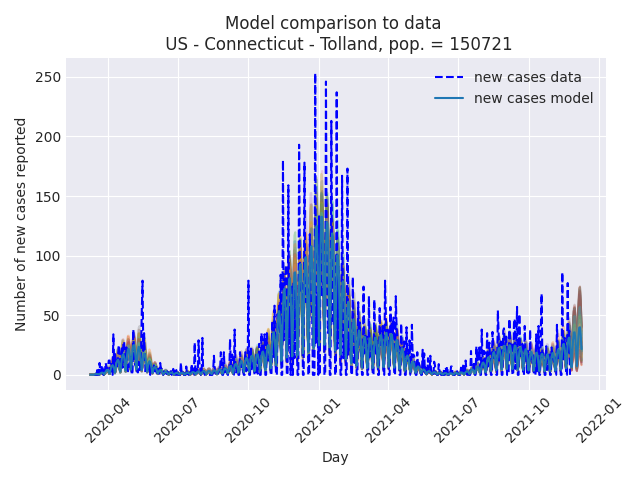 Model comparison to data
US - Connecticut - Tolland, pop. = 150721
new cases data
new cases model
Number of new cases reported
250
200
150
100
50
0
2020-04
2020-07
2020-10
2021-01
2021-04
2021-07
2021-10
2022-01
Day